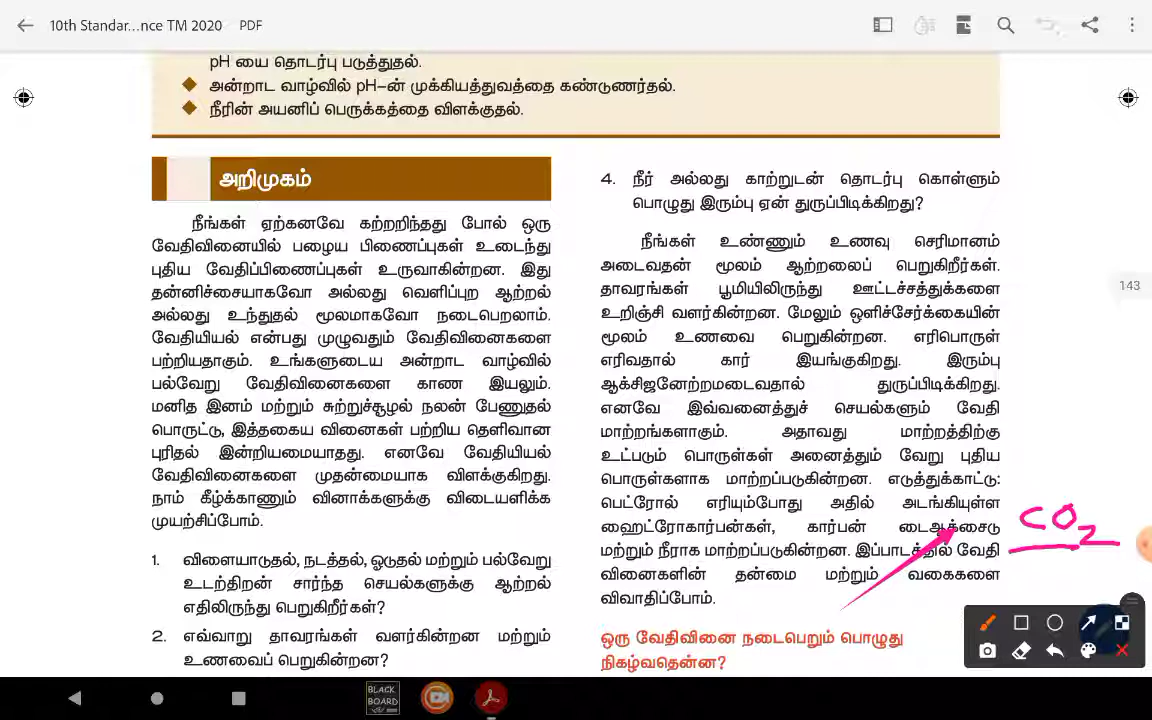 10th Standar...nce TM 2020 PDF
pH யை தொடர்பு படுத்துதல்.
அன்றாட வாழ்வில் pH-ன் முக்கியத்துவத்தை கண்டுணர்தல்.
நீரின் அயனிப் பெருக்கத்தை விளக்குதல்.
அறிமுகம்
நீங்கள் ஏற்கனவே கற்றறிந்தது போல் ஒரு
வேதிவினையில் பழைய பிணைப்புகள் உடைந்து
புதிய வேதிப்பிணைப்புகள் உருவாகின்றன. இது
தன்னிச்சையாகவோ அல்லது வெளிப்புற ஆற்றல்
அல்லது உந்துதல் மூலமாகவோ நடைபெறலாம்.
வேதியியல் என்பது முழுவதும் வேதிவினைகளை
பற்றியதாகும். உங்களுடைய அன்றாட வாழ்வில்
பல்வேறு வேதிவினைகளை காண இயலும்.
மனித இனம் மற்றும் சுற்றுச்சூழல் நலன் பேணுதல்
பொருட்டு, இத்தகைய வினைகள் பற்றிய தெளிவான
புரிதல் இன்றியமையாதது. எனவே வேதியியல்
வேதிவினைகளை முதன்மையாக விளக்குகிறது.
நாம் கீழ்க்காணும் வினாக்களுக்கு விடையளிக்க
முயற்சிப்போம்.
1. விளையாடுதல், நடத்தல், ஓடுதல் மற்றும் பல்வேறு
உடற்திறன் சார்ந்த செயல்களுக்கு ஆற்றல்
எதிலிருந்து பெறுகிறீர்கள்?
2. எவ்வாறு தாவரங்கள் வளர்கின்றன மற்றும்
உணவைப் பெறுகின்றன?
4. நீர் அல்லது காற்றுடன் தொடர்பு கொள்ளும்
பொழுது இரும்பு ஏன் துருப்பிடிக்கிறது?
நீங்கள் உண்ணும் உணவு செரிமானம்
அடைவதன் மூலம் ஆற்றலைப் பெறுகிறீர்கள்.
தாவரங்கள் பூமியிலிருந்து ஊட்டச்சத்துக்களை
உறிஞ்சி வளர்கின்றன. மேலும் ஒளிச்சேர்க்கையின்
மூலம் உணவை பெறுகின்றன. எரிபொருள்
எரிவதால் கார் இயங்குகிறது. இரும்பு
ஆக்சிஜனேற்றமடைவதால் துருப்பிடிக்கிறது.
எனவே இவ்வனைத்துச் செயல்களும் வேதி
மாற்றங்களாகும். அதாவது மாற்றத்திற்கு
உட்படும் பொருள்கள் அனைத்தும் வேறு புதிய
பொருள்களாக மாற்றப்படுகின்றன. எடுத்துக்காட்டு:
பெட்ரோல் எரியும்போது அதில் அடங்கியுள்ள
ஹைட்ரோகார்பன்கள், கார்பன் டைஆக்சைடு
மற்றும் நீராக மாற்றப்படுகின்றன. இப்பாடத்தில் வேதி
வினைகளின் தன்மை மற்றும் வகைகளை
விவாதிப்போம்.
ஒரு வேதிவினை நடைபெறும் பொழுது
நிகழ்வதென்ன?
CO2
143
BLACK
BOARD